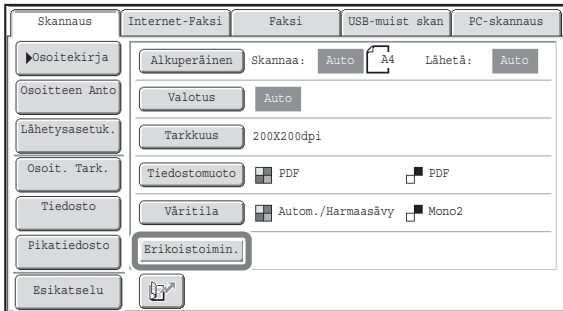 Skannaus Internet-Faksi Faksi USB-muist skan PC-skannaus
Osoitekirja Alkuperäinen Skannaa: Auto A4 Lähetä: Auto
Osoitteen Anto Valotus Auto
Lähetysasetuk. Tarkkuus 200X200dpi
Osoit. Tark. Tiedostomuoto PDF PDF
Tiedosto Väritila Autom./Harmaasävy Mono2
Pikatiedosto Erikoistoimin.
Esikatselu